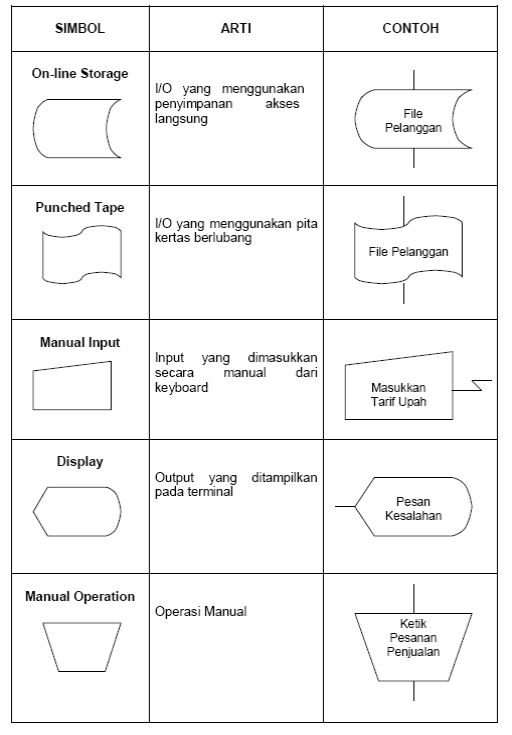 SIMBOL
ARTI
CONTOH
On-line Storage
I/O yang menggunakan
penyimpanan akses
langsung
File
Pelanggan
Punched Tape
I/O yang menggunakan pita
kertas berlubang
File Pelanggan
Manual Input
Input yang dimasukkan
secara manual dari
keyboard
Masukkan
Tarif Upah
Display
Output yang ditampilkan
pada terminal
Pesan
Kesalahan
Manual Operation
Operasi Manual
Ketik
Pesanan
Penjualan